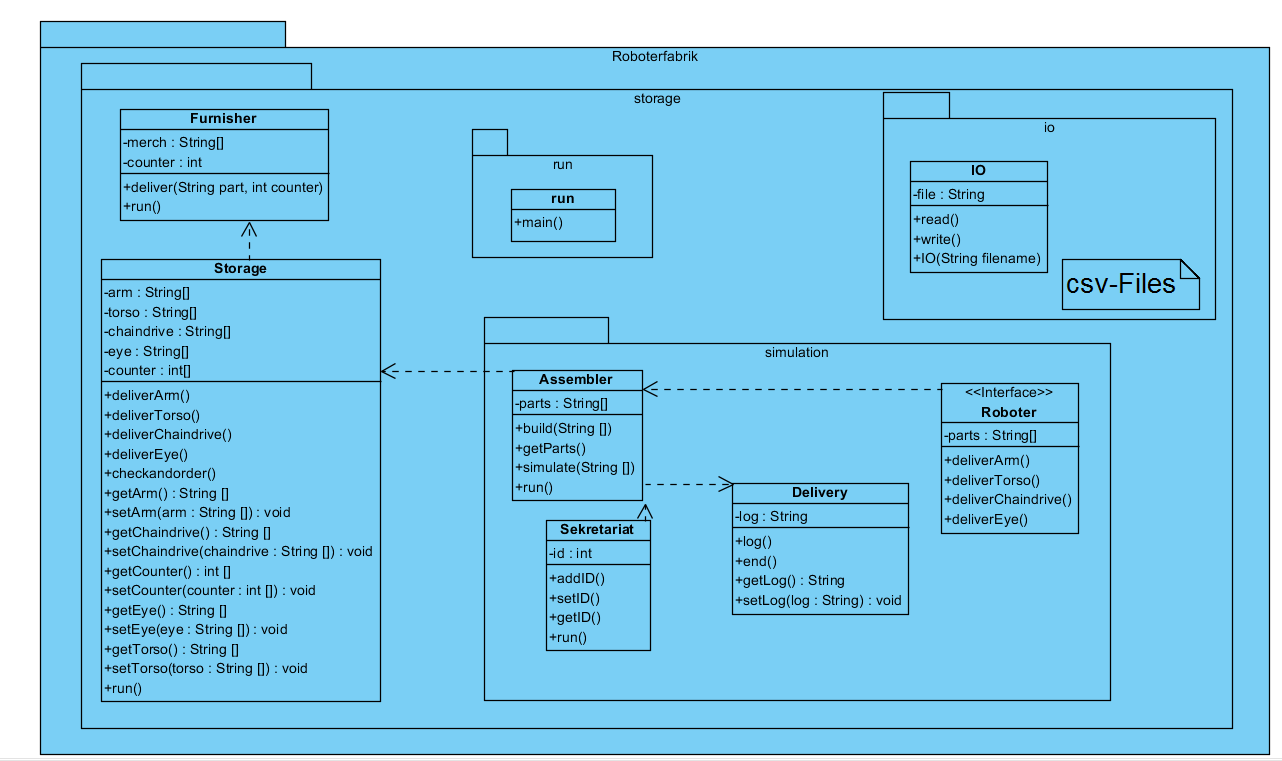 Roboterfabrik
storage
Furnisher
-merch : String[]
-counter : int
+deliver(String part, int counter)
+run()
Storage
-arm : String[]
-torso : String[]
-chaindrive : String[]
-eye : String[]
-counter : int[]
+deliverArm()
+deliverTorso()
+deliverChaindrive()
+deliverEye()
+checkandorder()
+getArm() : String []
+setArm(arm : String []) : void
+getChaindrive() : String []
+setChaindrive(chaindrive : String []) : void
+getCounter() : int []
+setCounter(counter : int []) : void
+getEye() : String []
+setEye(eye : String []) : void
+getTorso() : String []
+setTorso(torso : String []) : void
+run()
run
run
+main()
io
IO
-file : String
+read()
+write()
+IO(String filename)
csv-Files
simulation
Assembler
-parts : String[]
+build(String [])
+getParts()
+simulate(String [])
+run()
Sekretariat
-id : int
+addID()
+setID()
+getID()
+run()
Delivery
-log : String
+log()
+end()
+getLog() : String
+setLog(log : String) : void
<<Interface>>
Roboter
-parts : String[]
+deliverArm()
+deliverTorso()
+deliverChaindrive()
+deliverEye()